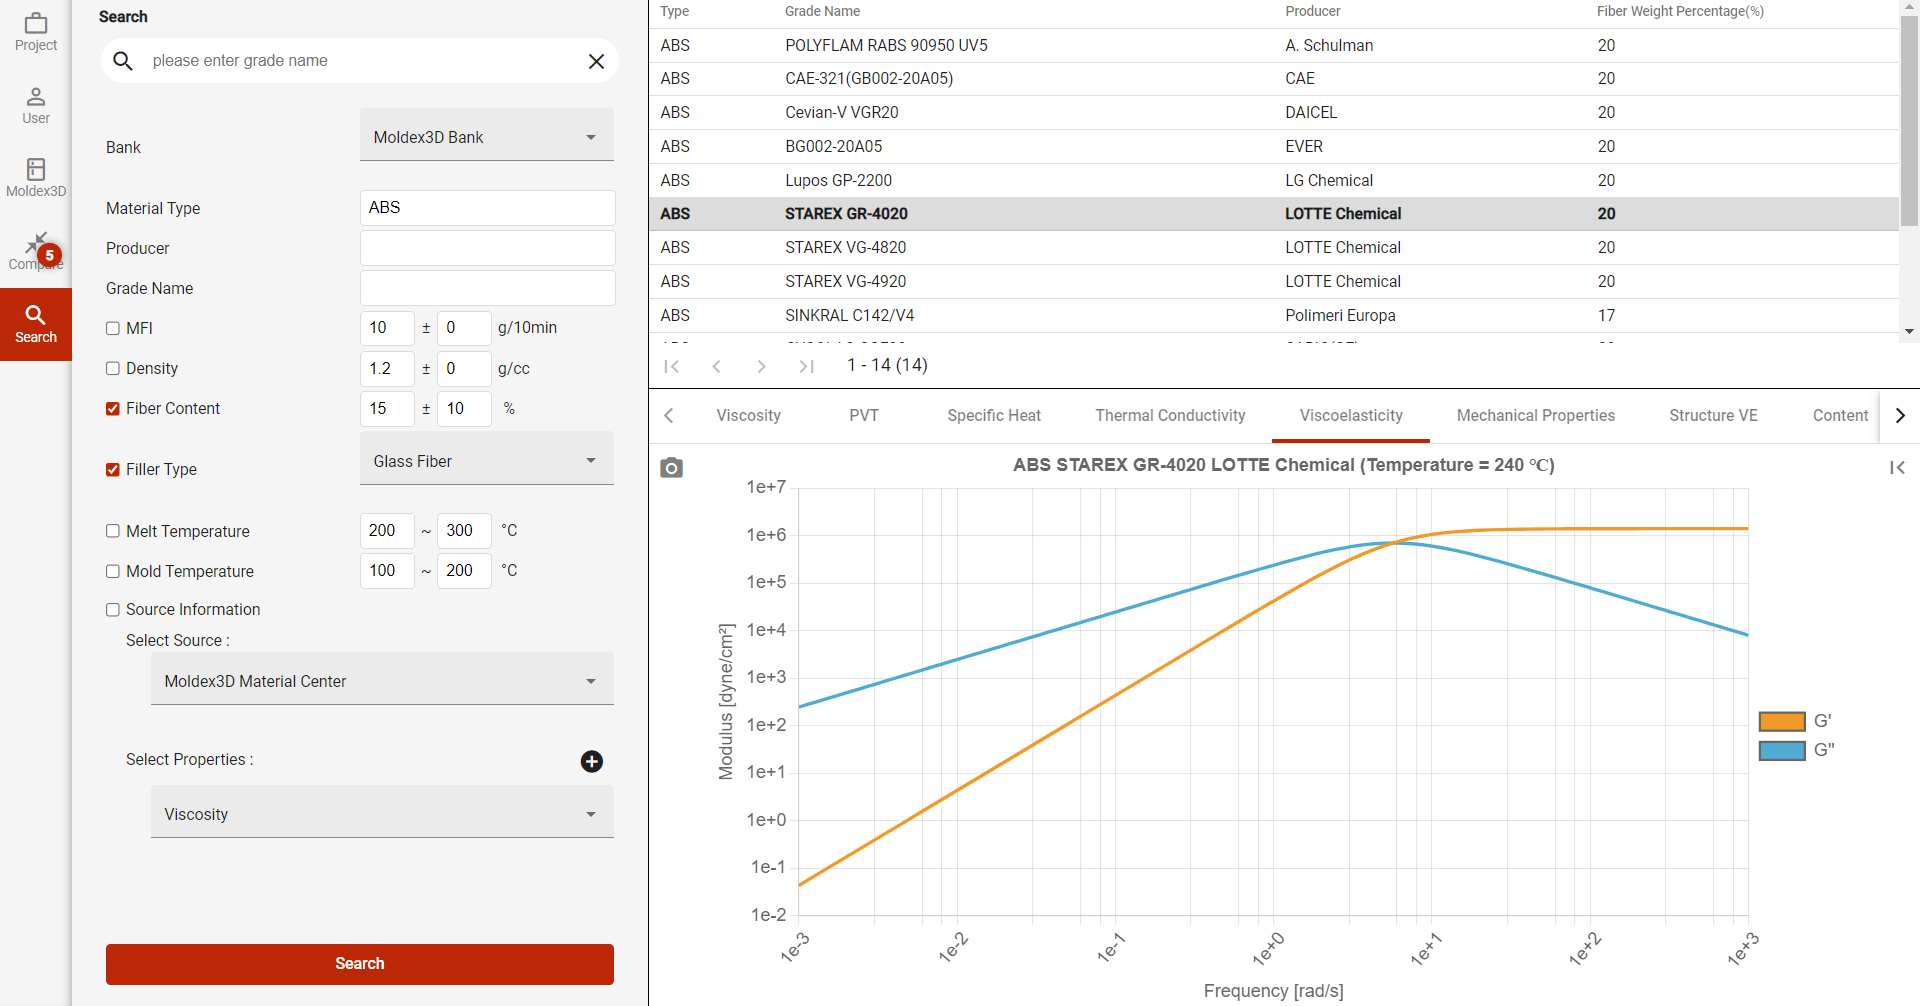 Project
User
Moldex3D
5
Compare
Search
Search
please enter grade name
Bank
Moldex3D Bank
Material Type
ABS
Producer
Grade Name
MFI
10 ± 0 g/10min
Density
1.2 ± 0 g/cc
Fiber Content
15 ± 10 %
Filler Type
Glass Fiber
Melt Temperature
200 ~ 300 °C
Mold Temperature
100 ~ 200 °C
Source Information
Select Source :
Moldex3D Material Center
Select Properties :
Viscosity
Search
Type Grade Name Producer Fiber Weight Percentage(%)
ABS POLYFLAM RABS 90950 UV5 A. Schulman 20
ABS CAE-321(GB002-20A05) CAE 20
ABS Cevian-V VGR20 DAICEL 20
ABS BG002-20A05 EVER 20
ABS Lupos GP-2200 LG Chemical 20
ABS STAREX GR-4020 LOTTE Chemical 20
ABS STAREX VG-4820 LOTTE Chemical 20
ABS STAREX VG-4920 LOTTE Chemical 20
ABS SINKRAL C142/V4 Polimeri Europa 17
1 - 14 (14)
Viscosity PVT Specific Heat Thermal Conductivity Viscoelasticity Mechanical Properties Structure VE Content
ABS STAREX GR-4020 LOTTE Chemical (Temperature = 240 °C)
1e+7
1e+6
1e+5
1e+4
1e+3
1e+2
1e+1
1e+0
1e-1
1e-2
Modulus [dyne/cm²]
1e-3 1e-2 1e-1 1e+0 1e+1 1e+2 1e+3
Frequency [rad/s]
G'
G"